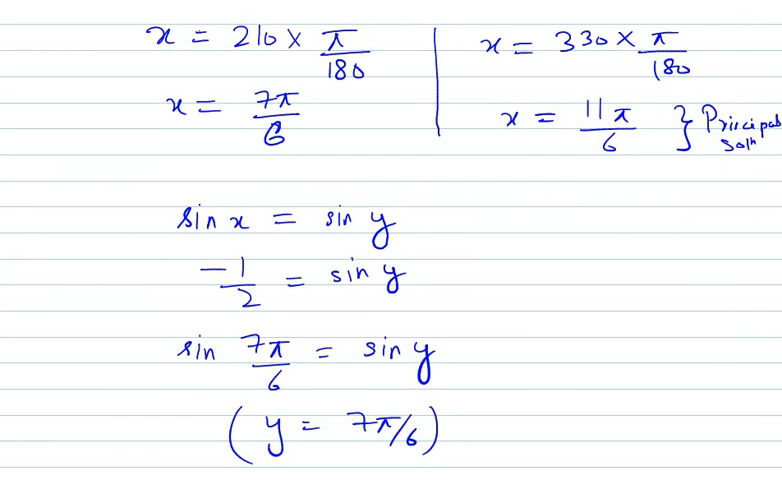 x = 210 × π/180
x = 7π/6
x = 330 × π/180
x = 11π/6 } Principal soln
sin x = sin y
-1/2 = sin y
sin 7π/6 = sin y
(y = 7π/6)